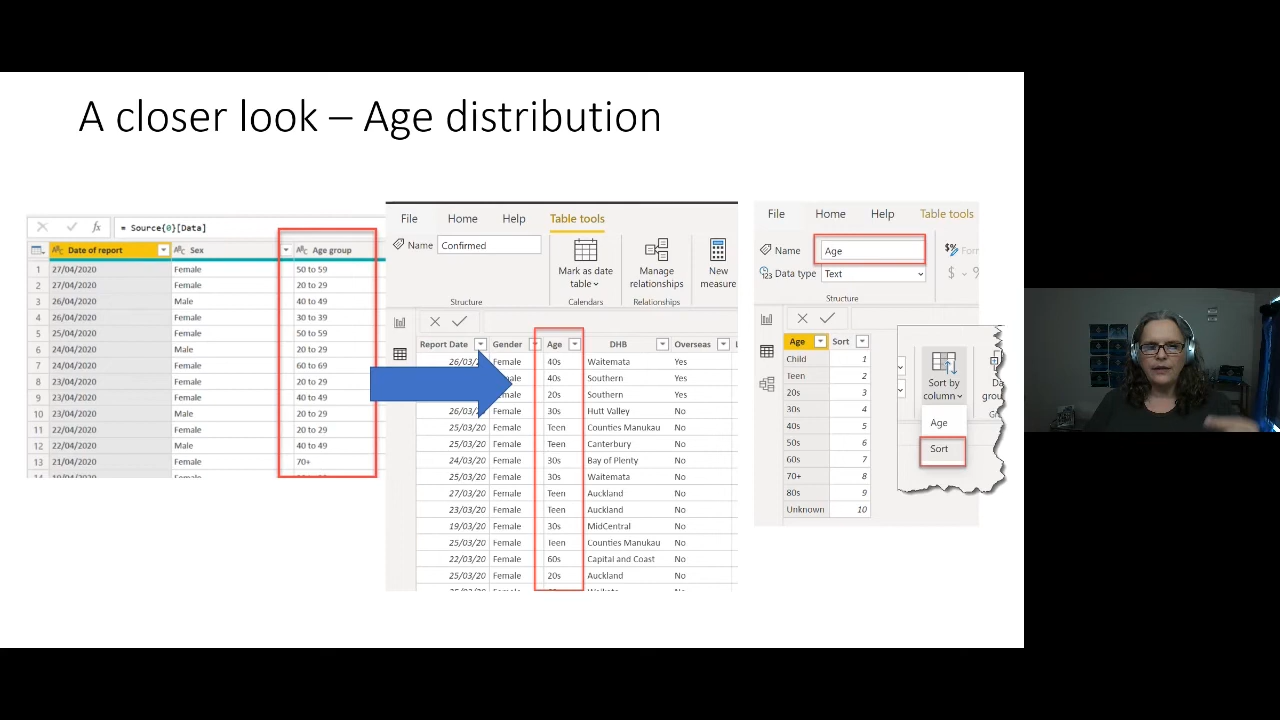 A closer look – Age distribution
= Source{0}[Data]
Date of report Sex Age group
1 27/04/2020 Female 50 to 59
2 27/04/2020 Female 20 to 29
3 26/04/2020 Male 40 to 49
4 26/04/2020 Female 30 to 39
5 25/04/2020 Female 50 to 59
6 24/04/2020 Male 20 to 29
7 24/04/2020 Female 60 to 69
8 23/04/2020 Female 20 to 29
9 23/04/2020 Female 40 to 49
10 23/04/2020 Male 20 to 29
11 22/04/2020 Female 20 to 29
12 22/04/2020 Male 40 to 49
13 21/04/2020 Female 70+
File Home Help Table tools
Name Confirmed
Mark as date table
Manage relationships
New measure
Structure Calendars Relationships
Report Date Gender Age DHB Overseas
26/03/ Female 40s Waitemata Yes
40s Southern Yes
20s Southern Yes
26/03/20 Female 30s Hutt Valley No
25/03/20 Female Teen Counties Manukau No
25/03/20 Female Teen Canterbury No
24/03/20 Female 30s Bay of Plenty No
25/03/20 Female 30s Waitemata No
27/03/20 Female Teen Auckland No
23/03/20 Female Teen Auckland No
19/03/20 Female 30s MidCentral No
25/03/20 Female Teen Counties Manukau No
22/03/20 Female 60s Capital and Coast No
25/03/20 Female 20s Auckland No
File Home Help Table tools
Name Age
Data type Text
$ %
Structure
Age Sort
Child 1
Teen 2
20s 3
30s 4
40s 5
50s 6
60s 7
70+ 8
80s 9
Unknown 10
Sort by column
Age
Sort